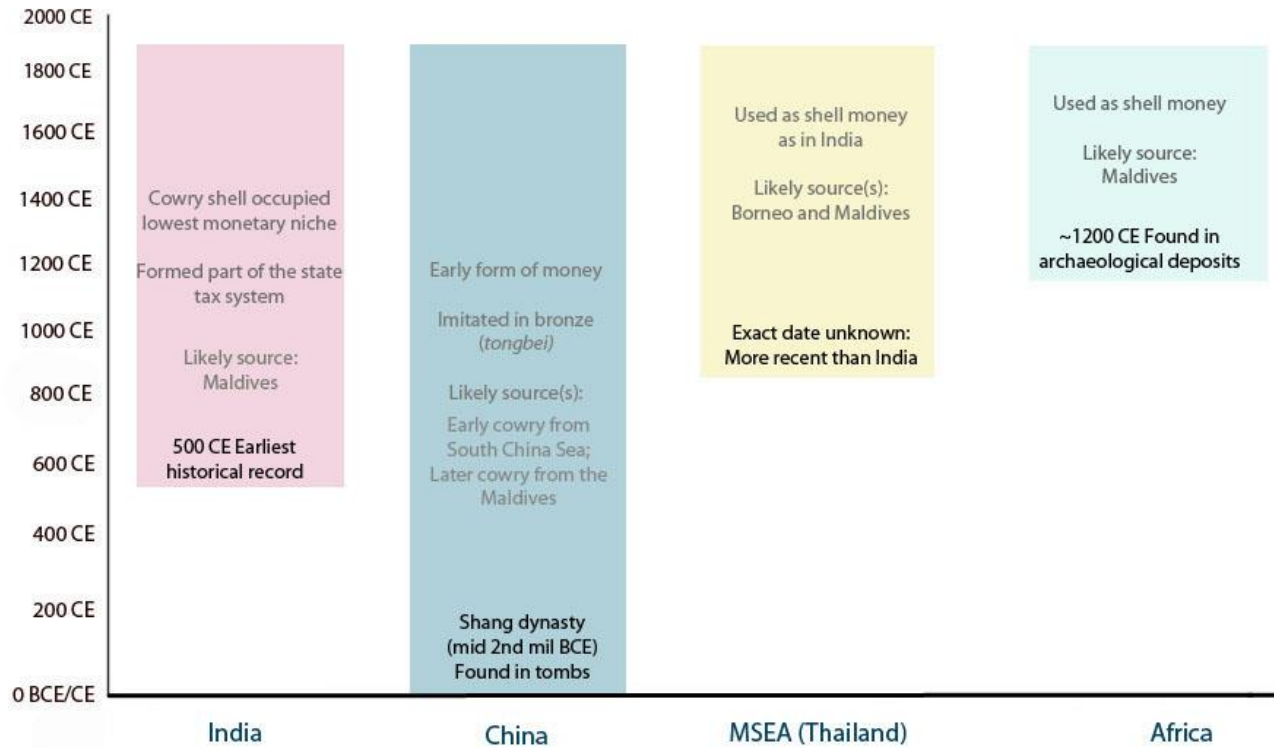 2000 CE
1800 CE
1600 CE
1400 CE
1200 CE
1000 CE
800 CE
600 CE
400 CE
200 CE
0 BCE/CE
Cowry shell occupied
lowest monetary niche
Formed part of the state
tax system
Likely source:
Maldives
500 CE Earliest
historical record
Early form of money
Imitated in bronze
(tongbei)
Likely source(s):
Early cowry from
South China Sea;
Later cowry from the
Maldives
Shang dynasty
(mid 2nd mil BCE)
Found in tombs
Used as shell money
as in India
Likely source(s):
Borneo and Maldives
Exact date unknown:
More recent than India
Used as shell money
Likely source:
Maldives
~1200 CE Found in
archaeological deposits
India
China
MSEA (Thailand)
Africa